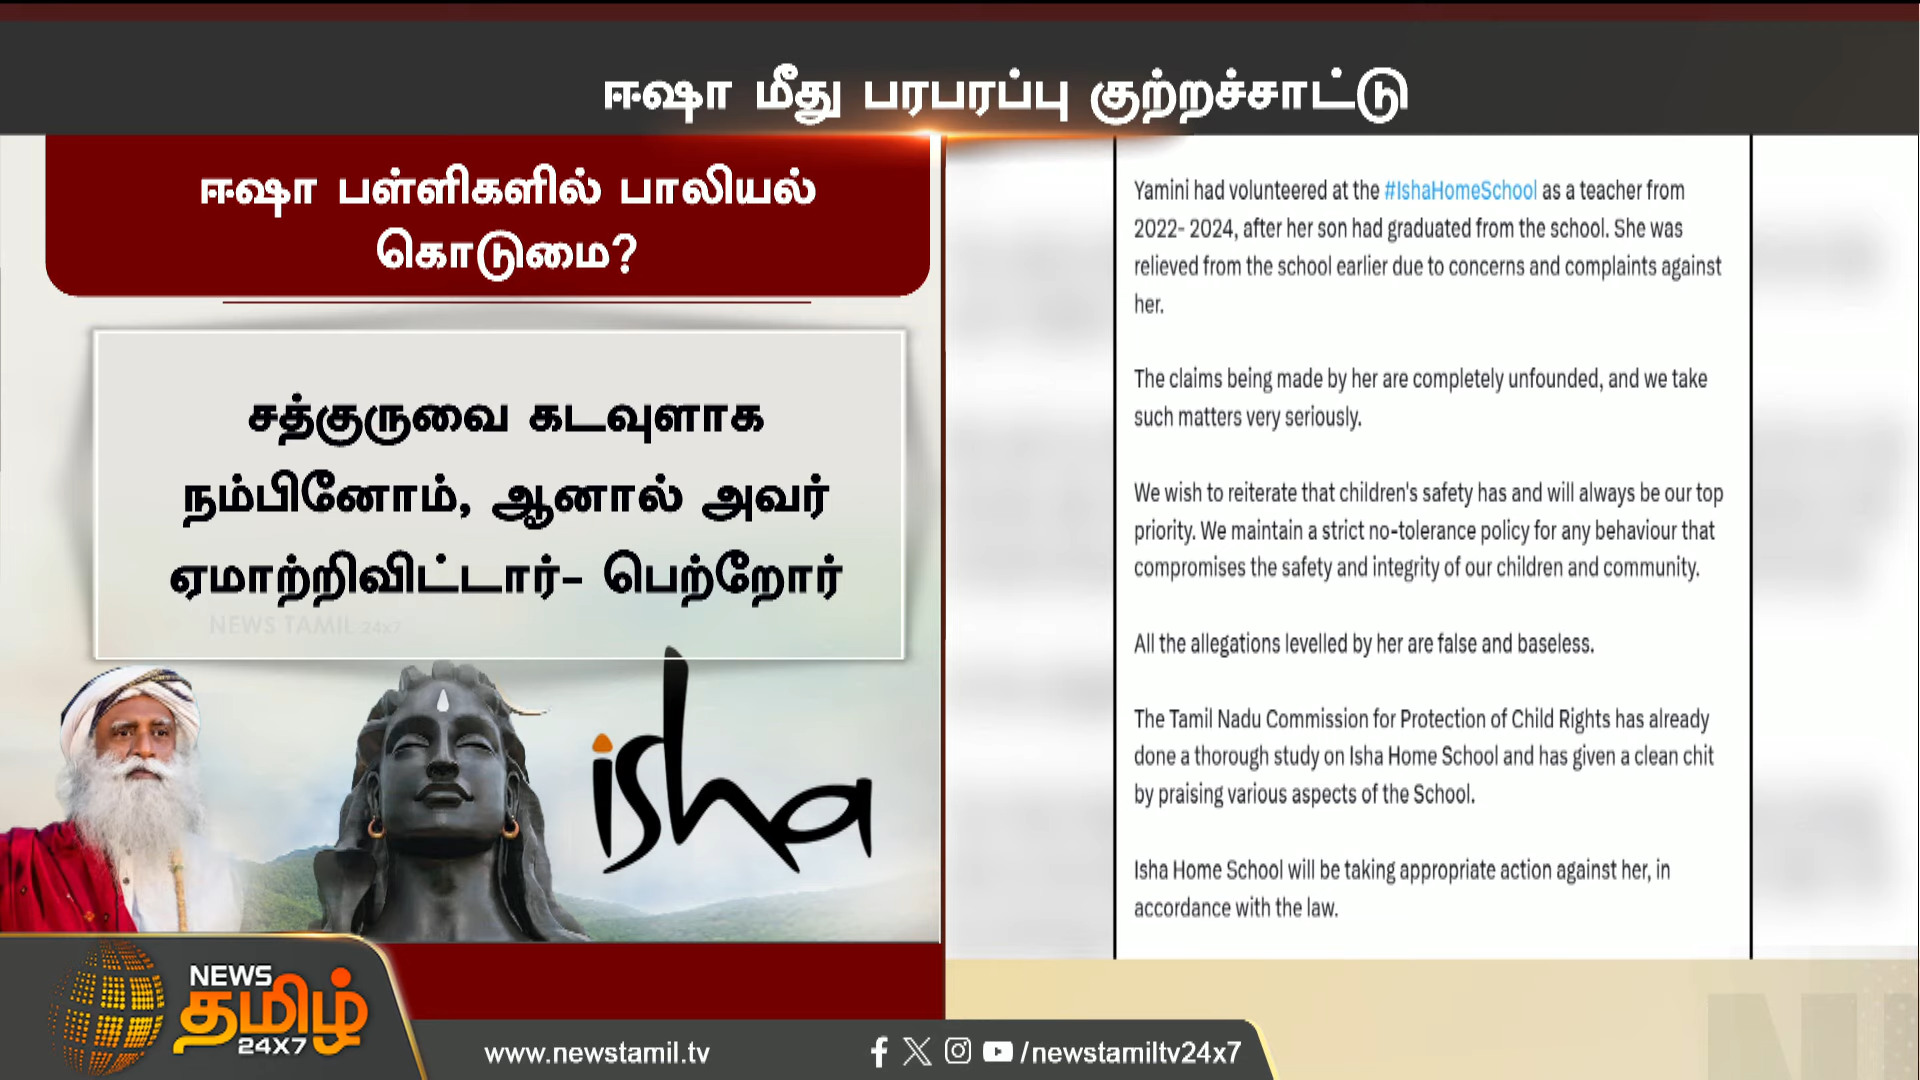 ஈஷா மீது பரபரப்பு குற்றச்சாட்டு
ஈஷா பள்ளிகளில் பாலியல்
கொடுமை?
சத்குருவை கடவுளாக
நம்பினோம், ஆனால் அவர்
ஏமாற்றிவிட்டார்- பெற்றோர்
NEWS TAMIL 24x7
isha
Yamini had volunteered at the #IshaHomeSchool as a teacher from
2022- 2024, after her son had graduated from the school. She was
relieved from the school earlier due to concerns and complaints against
her.
The claims being made by her are completely unfounded, and we take
such matters very seriously.
We wish to reiterate that children's safety has and will always be our top
priority. We maintain a strict no-tolerance policy for any behaviour that
compromises the safety and integrity of our children and community.
All the allegations levelled by her are false and baseless.
The Tamil Nadu Commission for Protection of Child Rights has already
done a thorough study on Isha Home School and has given a clean chit
by praising various aspects of the School.
Isha Home School will be taking appropriate action against her, in
accordance with the law.
NEWS
தமிழ்
24X7
www.newstamil.tv
/newstamiltv24x7